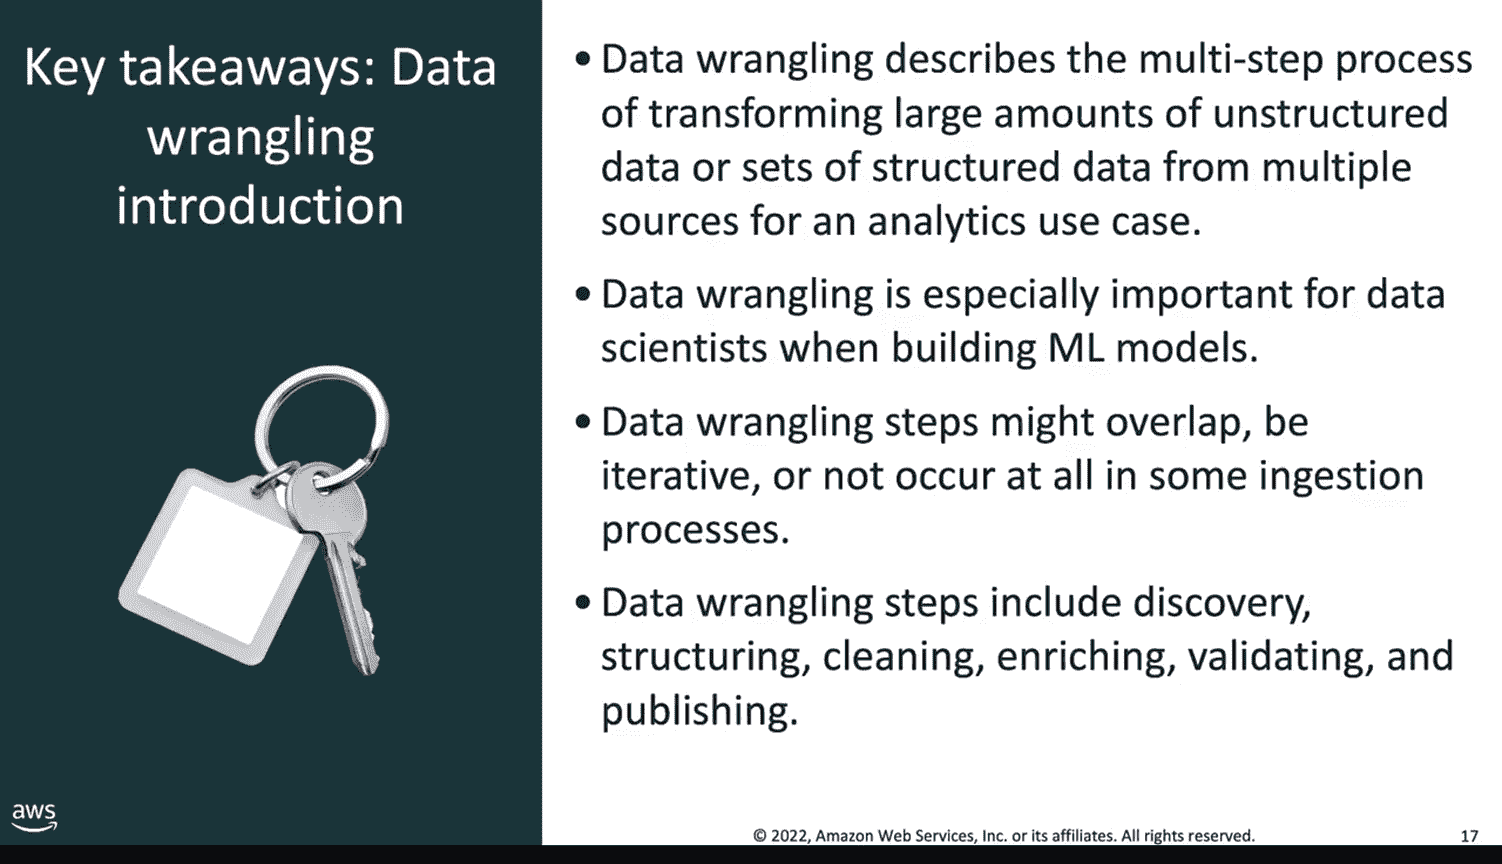 Key takeaways: Data
wrangling
introduction
• Data wrangling describes the multi-step process
of transforming large amounts of unstructured
data or sets of structured data from multiple
sources for an analytics use case.
• Data wrangling is especially important for data
scientists when building ML models.
• Data wrangling steps might overlap, be
iterative, or not occur at all in some ingestion
processes.
• Data wrangling steps include discovery,
structuring, cleaning, enriching, validating, and
publishing.
aws
© 2022, Amazon Web Services, Inc. or its affiliates. All rights reserved.
17